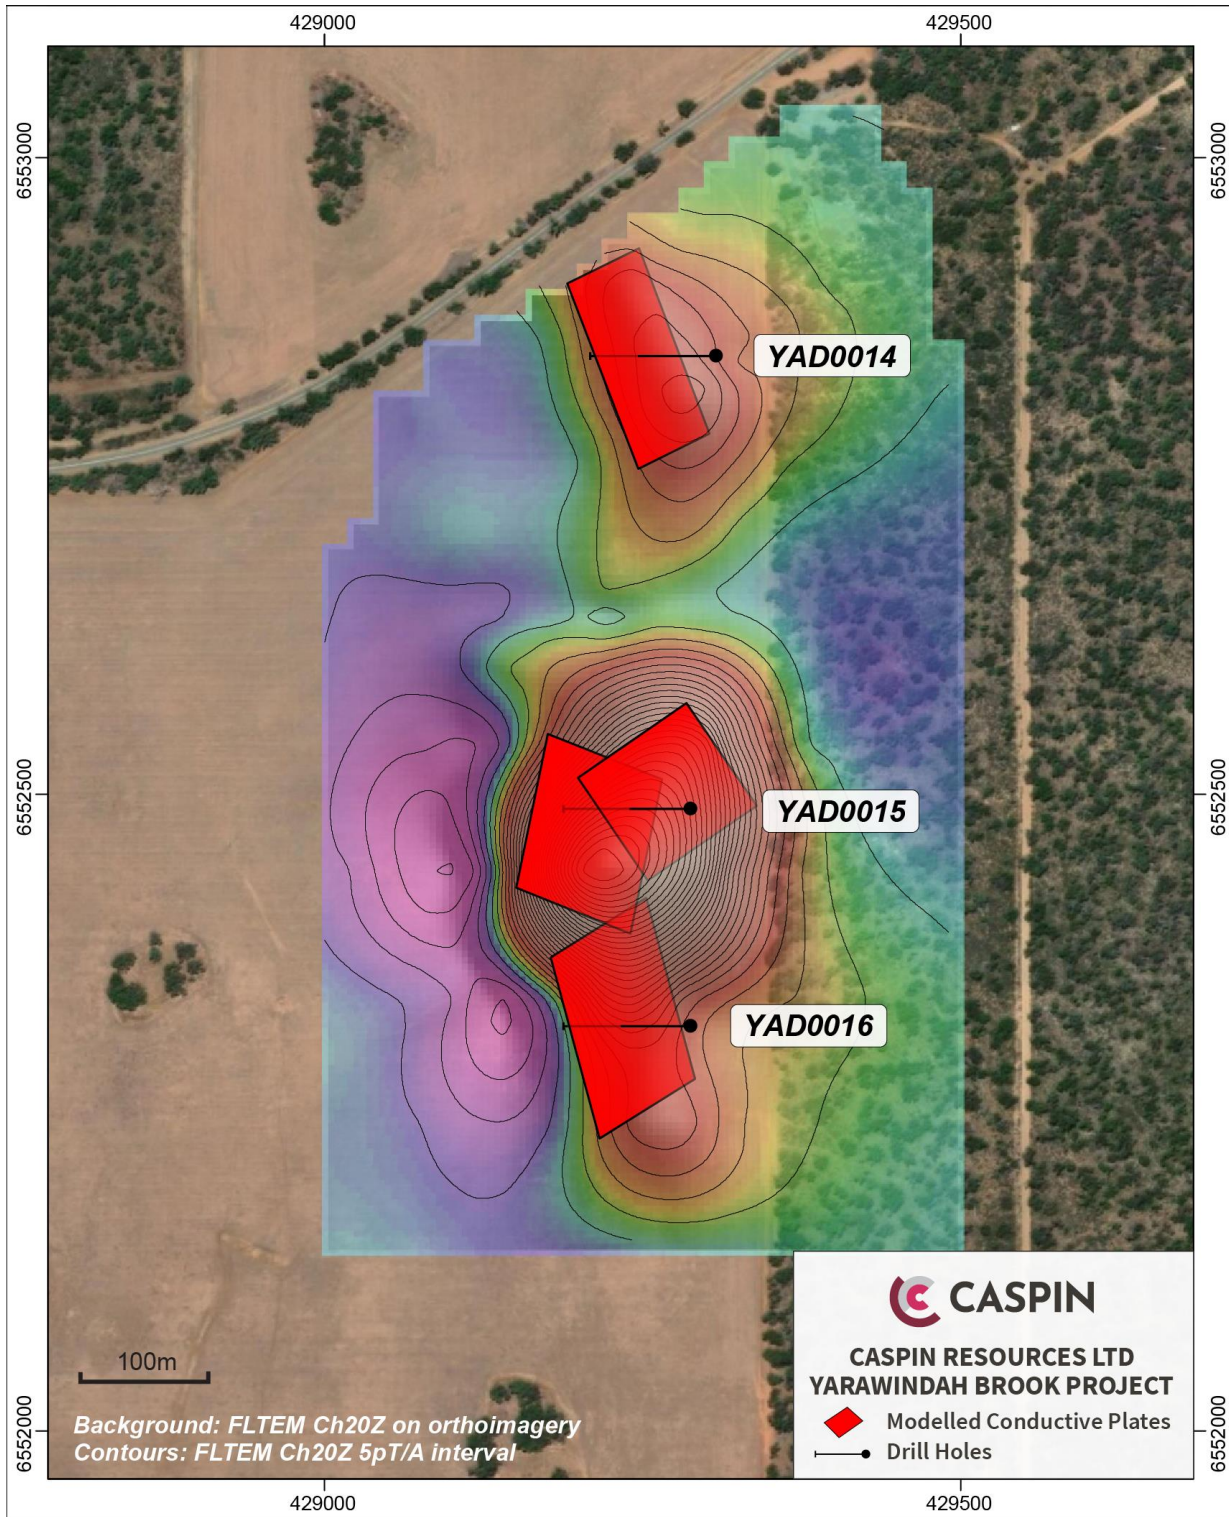 429000
429500
6553000
6553000
YAD0014
6552500
6552500
YAD0015
YAD0016
100m
Background: FLTEM Ch20Z on orthoimagery
Contours: FLTEM Ch20Z 5pT/A interval
CASPIN
CASPIN RESOURCES LTD
YARAWINDAH BROOK PROJECT
Modelled Conductive Plates
Drill Holes
6552000
6552000
429000
429500